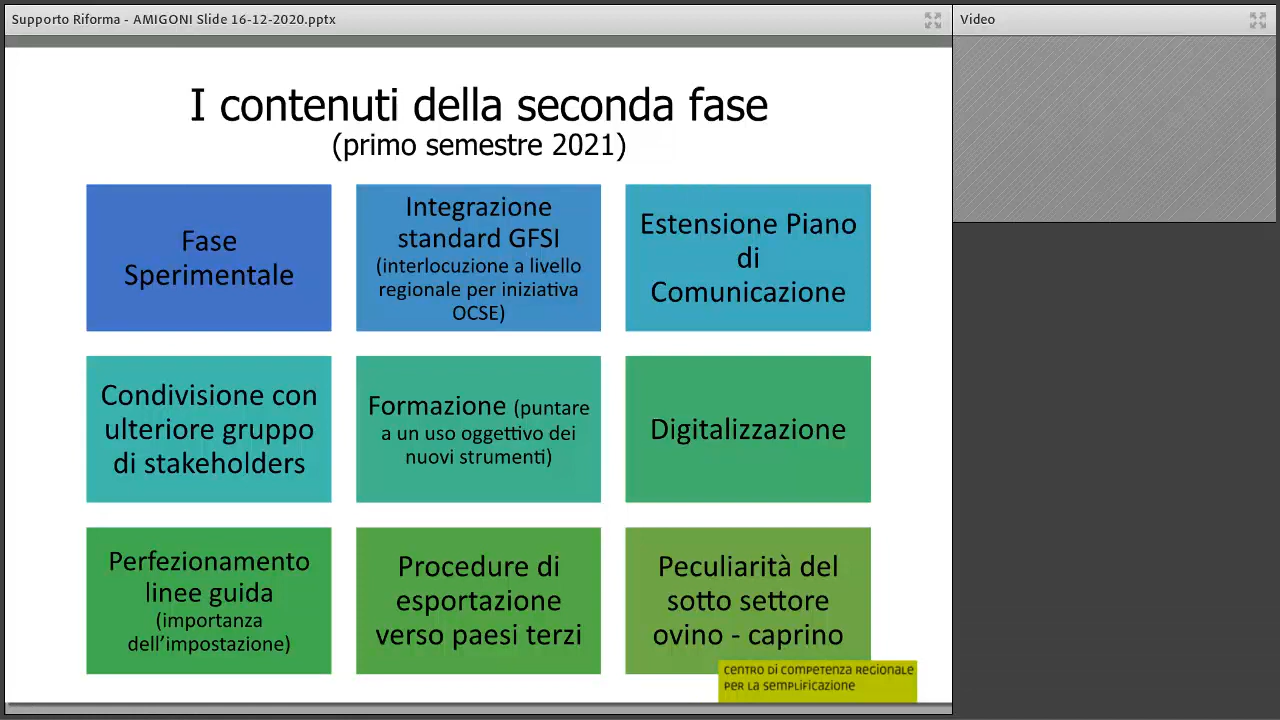 Supporto Riforma - AMIGONI Slide 16-12-2020.pptx
Video
I contenuti della seconda fase
(primo semestre 2021)
Fase
Sperimentale
Integrazione
standard GFSI
(interlocuzione a livello
regionale per iniziativa
OCSE)
Estensione Piano
di
Comunicazione
Condivisione con
ulteriore gruppo
di stakeholders
Formazione (puntare
a un uso oggettivo dei
nuovi strumenti)
Digitalizzazione
Perfezionamento
linee guida
(importanza
dell'impostazione)
Procedure di
esportazione
verso paesi terzi
Peculiarità del
sotto settore
ovino - caprino
CENTRO DI COMPETENZA REGIONALE
PER LA SEMPLIFICAZIONE